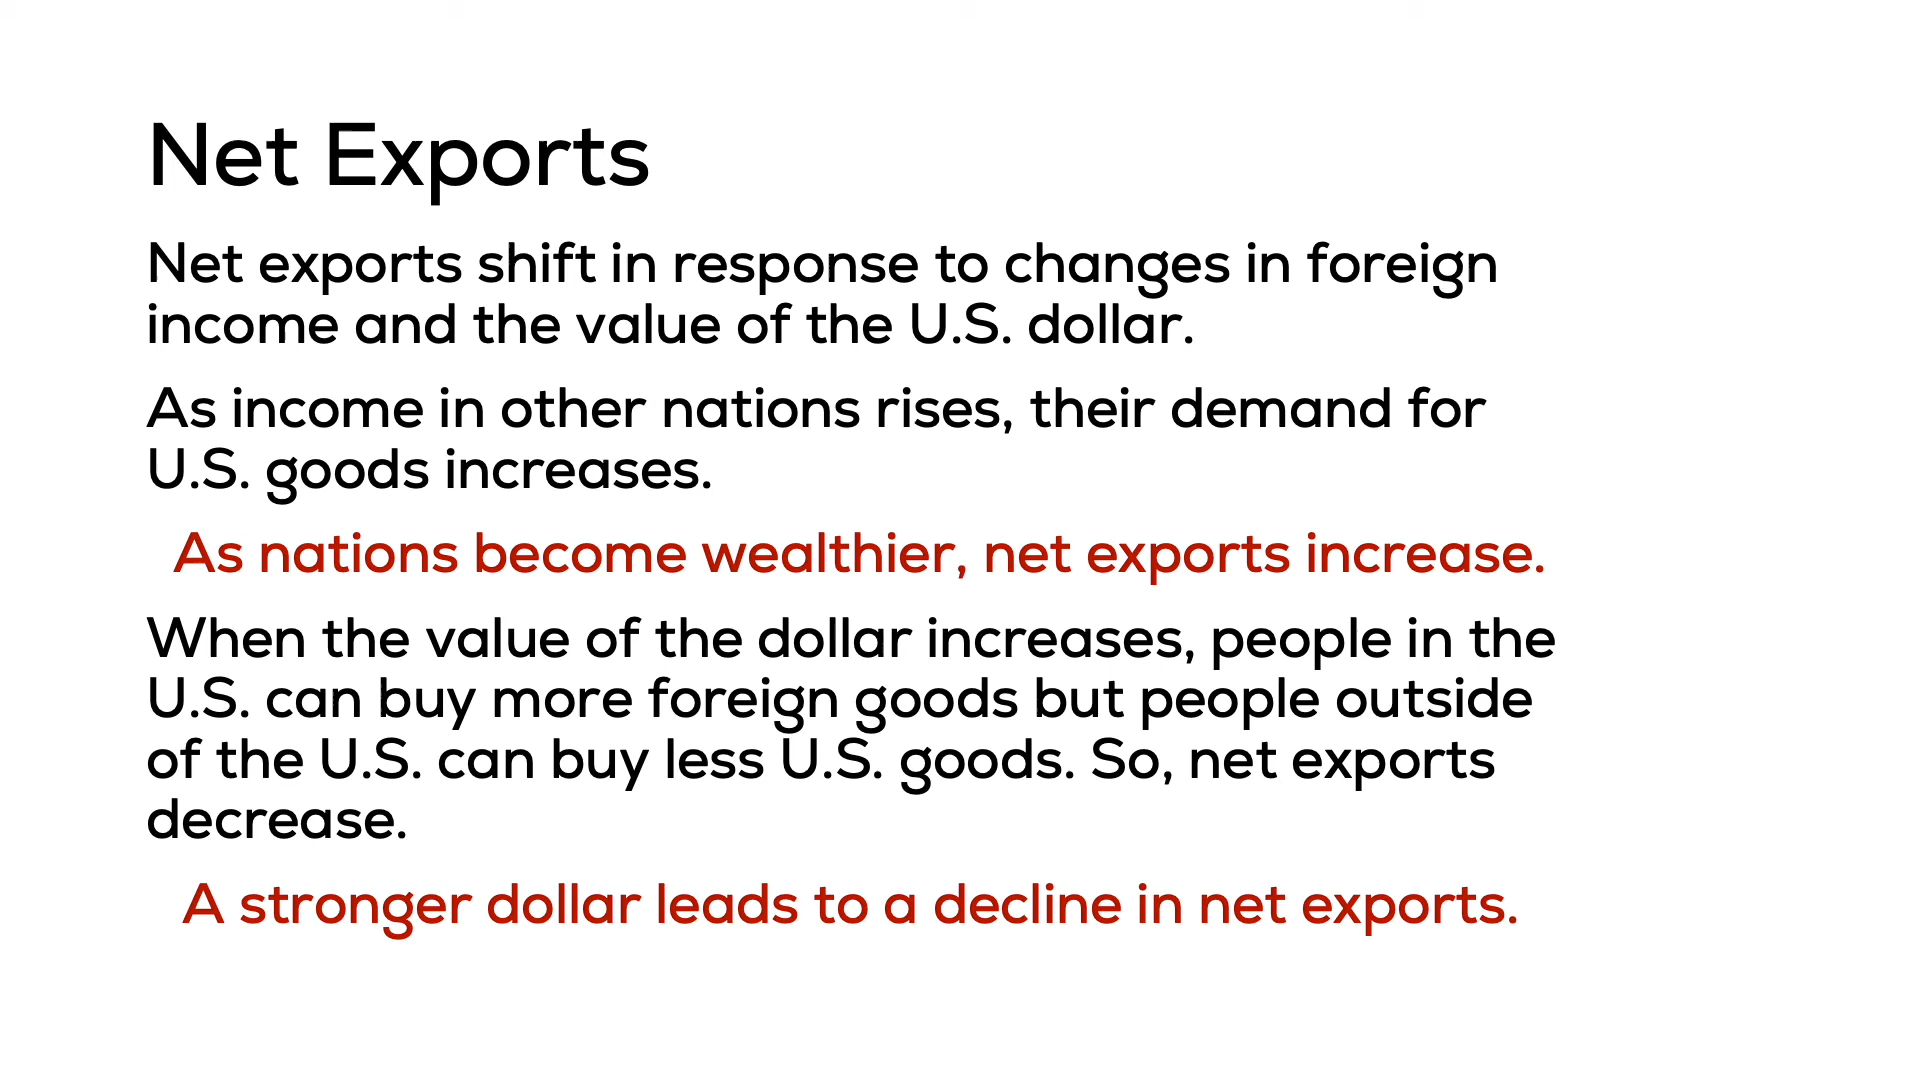 Net Exports
Net exports shift in response to changes in foreign
income and the value of the U.S. dollar.
As income in other nations rises, their demand for
U.S. goods increases.
As nations become wealthier, net exports increase.
When the value of the dollar increases, people in the
U.S. can buy more foreign goods but people outside
of the U.S. can buy less U.S. goods. So, net exports
decrease.
A stronger dollar leads to a decline in net exports.